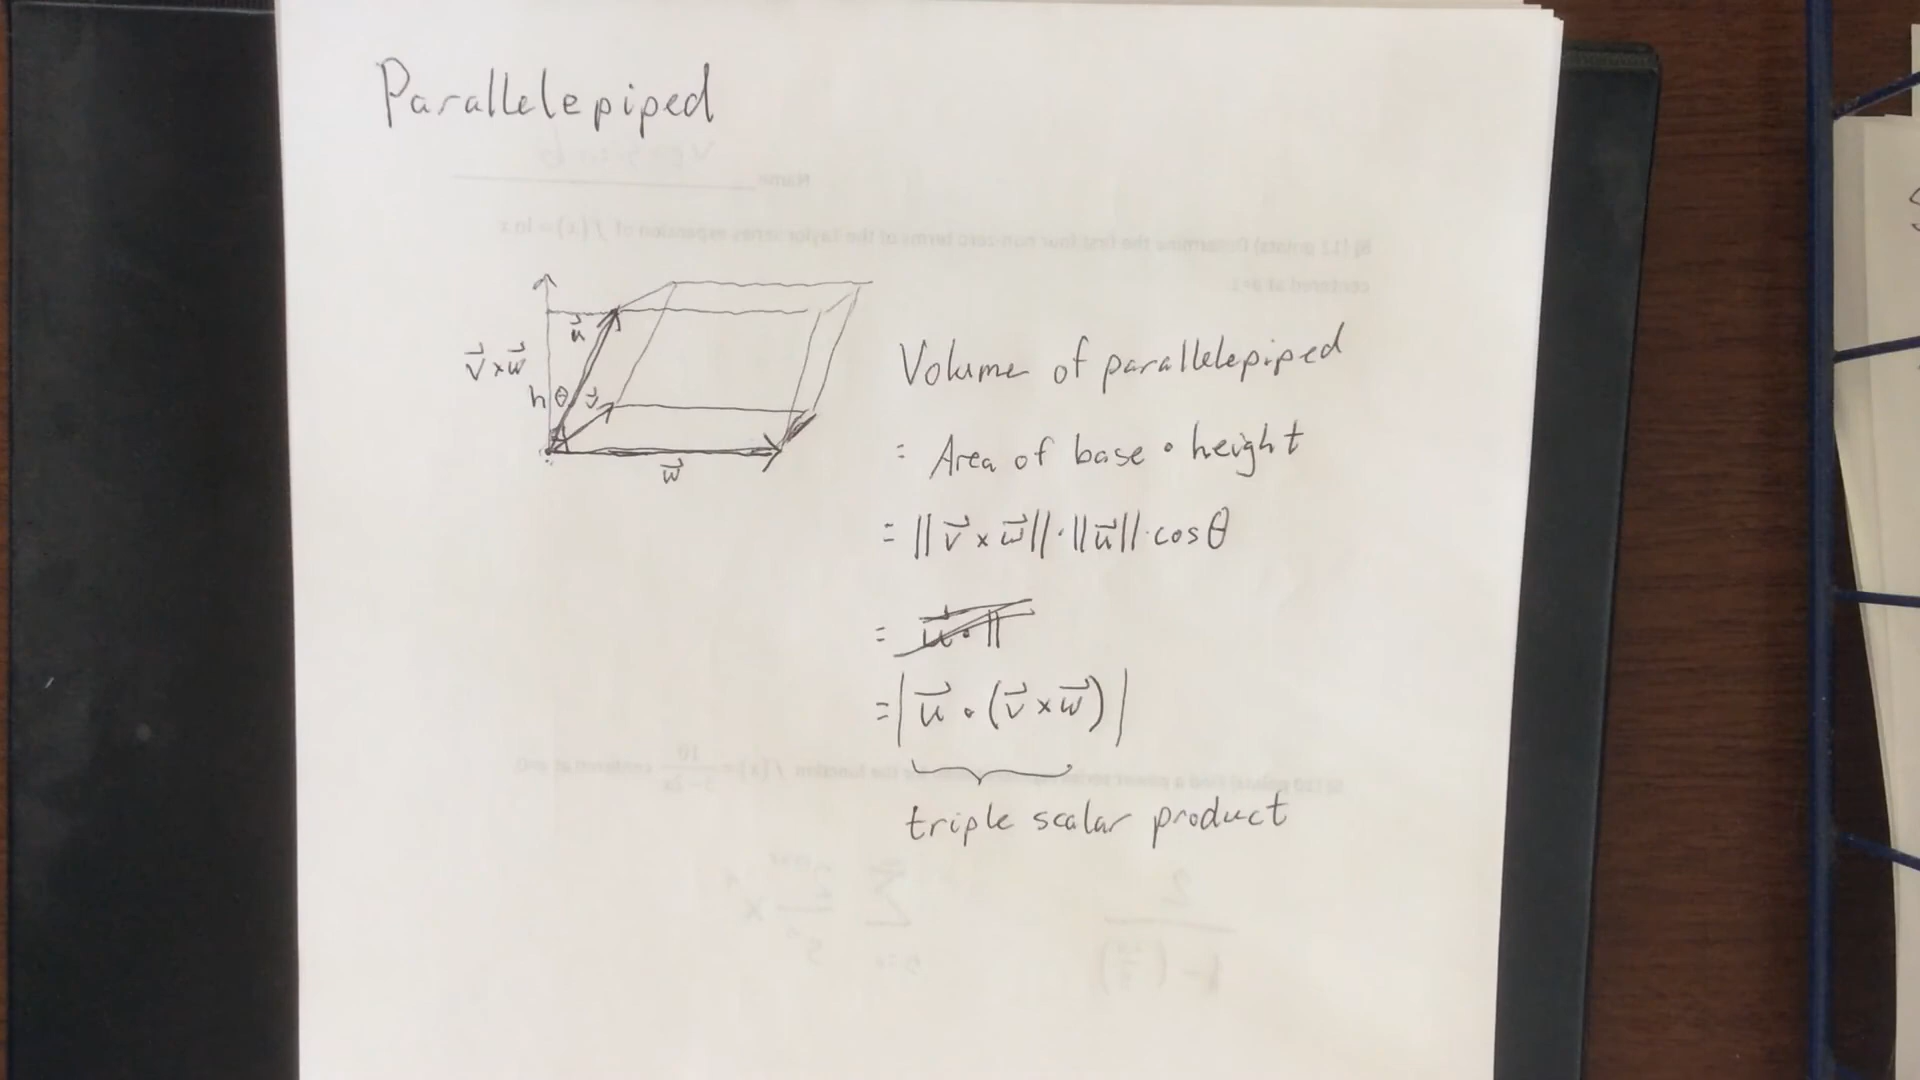 Parallelepiped
u⃗
v⃗ × w⃗
h θ v⃗
w⃗
Volume of parallelepiped
= Area of base • height
= ||v⃗ × w⃗|| · ||u⃗|| · cos θ
= u⃗ • ||
= |u⃗ • (v⃗ × w⃗)|
triple scalar product